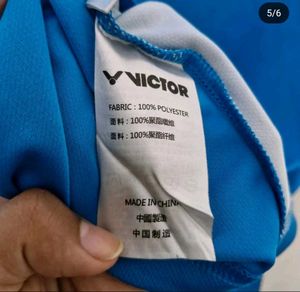 5/6
VICTOR
FABRIC : 100% POLYESTER
面料 : 100%聚酯纖維
面料 : 100%聚酯纤维
MADE IN CHINA
中國製造
中国制造